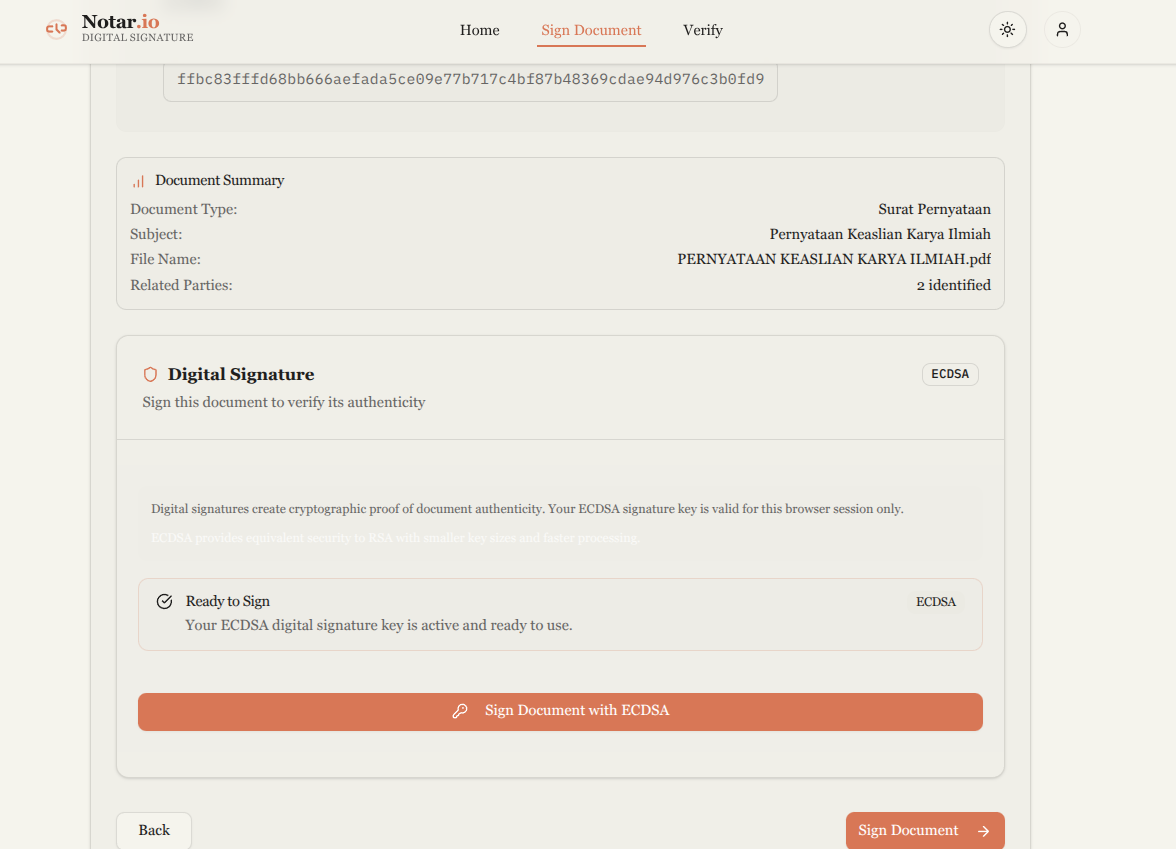 Notar.io
DIGITAL SIGNATURE
Home
Sign Document
Verify
ffbc83fffd68bb666aefada5ce09e77b717c4bf87b48369cdae94d976c3b0fd9
Document Summary
Document Type: Surat Pernyataan
Subject: Pernyataan Keaslian Karya Ilmiah
File Name: PERNYATAAN KEASLIAN KARYA ILMIAH.pdf
Related Parties: 2 identified
Digital Signature
ECDSA
Sign this document to verify its authenticity
Digital signatures create cryptographic proof of document authenticity. Your ECDSA signature key is valid for this browser session only.
ECDSA provides equivalent security to RSA with smaller key sizes and faster processing.
Ready to Sign
ECDSA
Your ECDSA digital signature key is active and ready to use.
Sign Document with ECDSA
Back
Sign Document